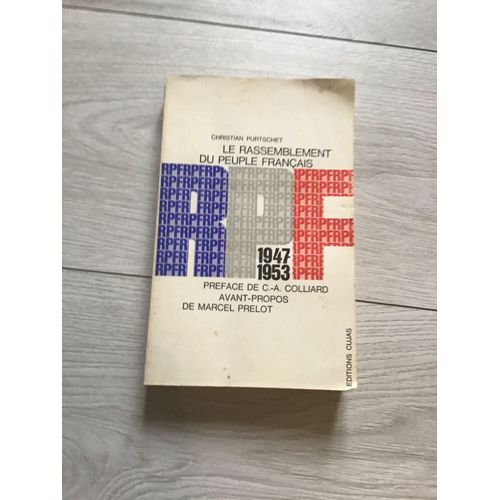 CHRISTIAN PURTSCHET
LE RASSEMBLEMENT
DU PEUPLE FRANÇAIS
RPF
1947
1953
PREFACE DE C.-A. COLLIARD
AVANT-PROPOS
DE MARCEL PRELOT
EDITIONS CUJAS